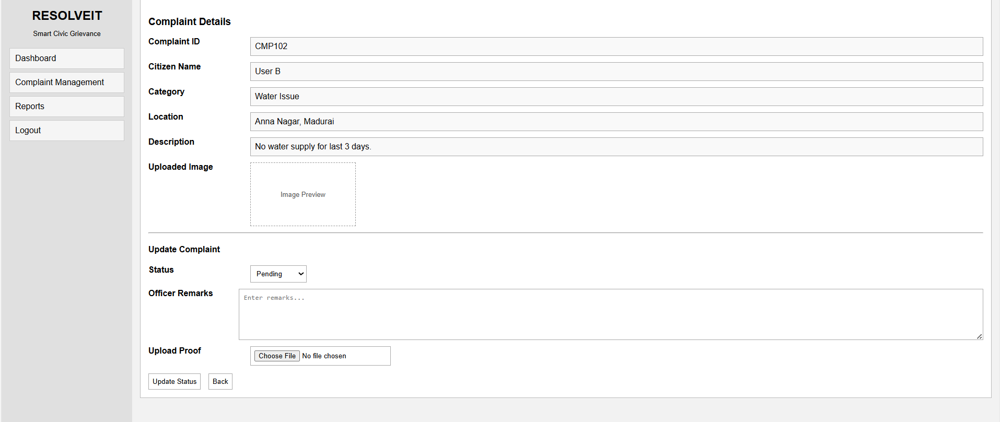 RESOLVEIT
Smart Civic Grievance
Dashboard
Complaint Management
Reports
Logout
Complaint Details
Complaint ID CMP102
Citizen Name User B
Category Water Issue
Location Anna Nagar, Madurai
Description No water supply for last 3 days.
Uploaded Image
Image Preview
Update Complaint
Status Pending
Officer Remarks Enter remarks...
Upload Proof Choose File No file chosen
Update Status Back